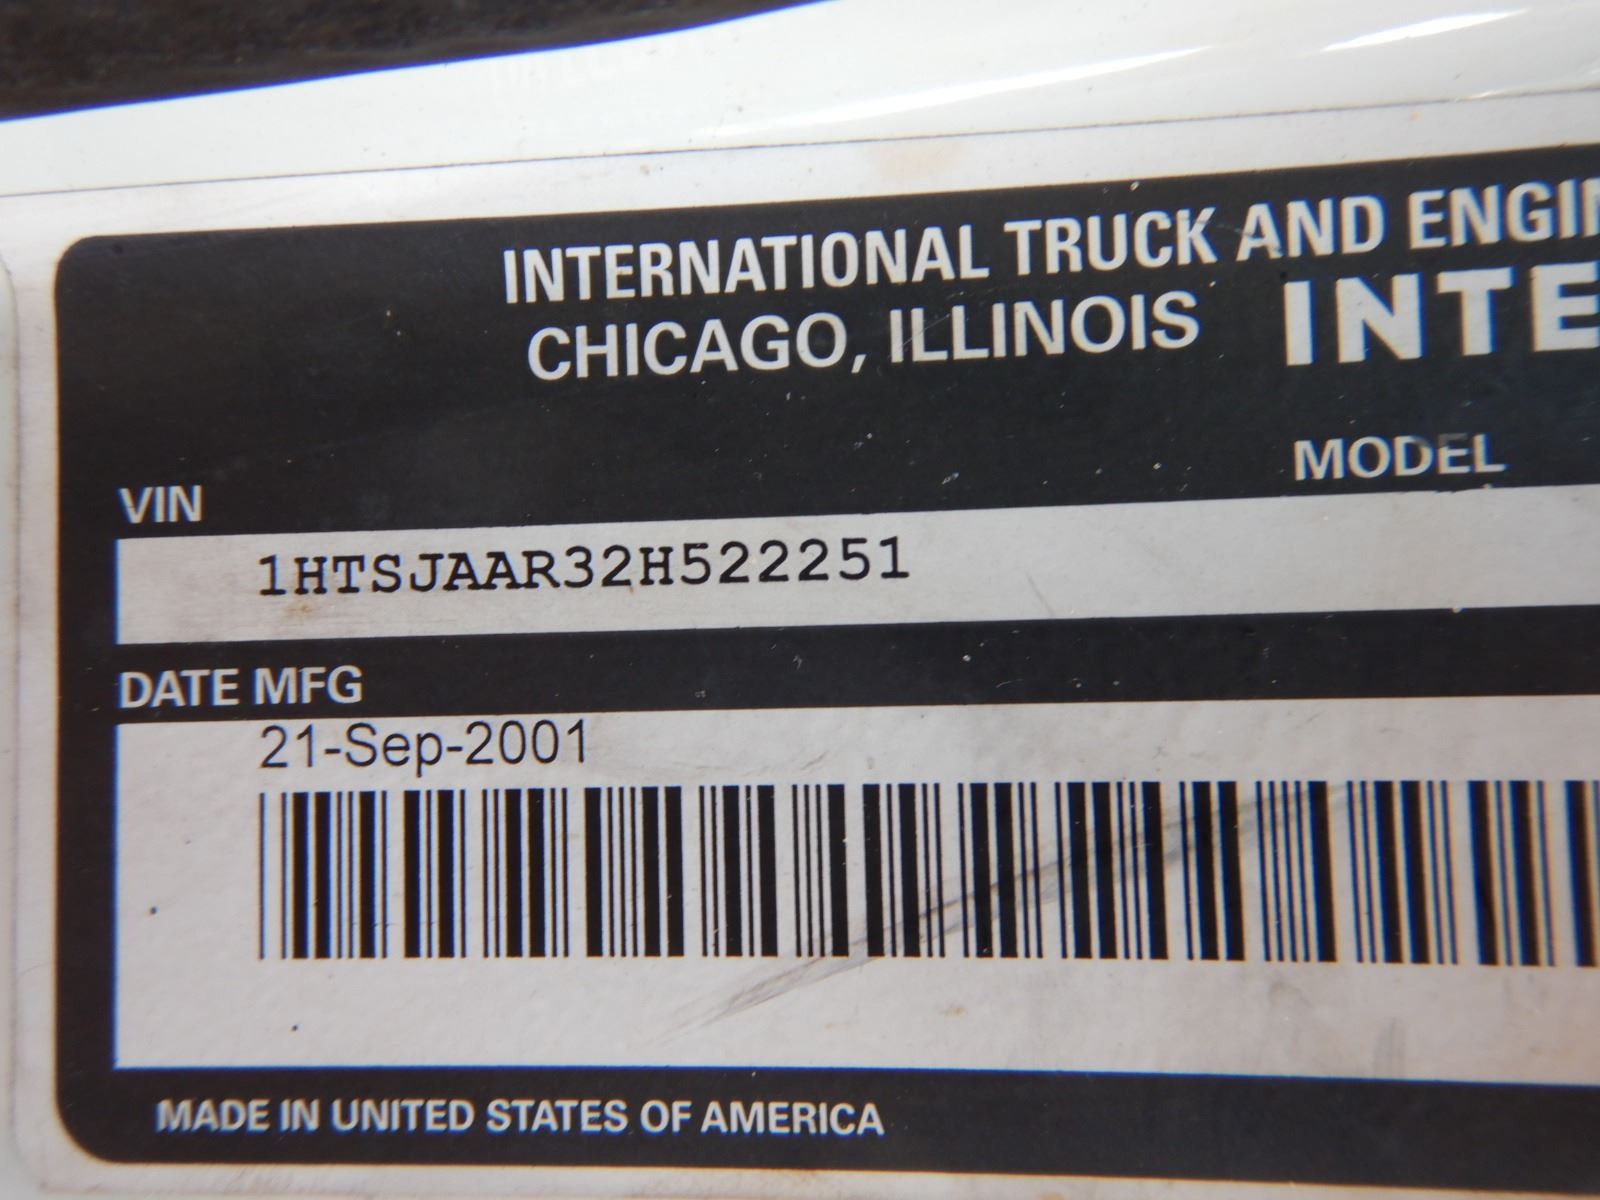 INTERNATIONAL TRUCK AND ENGIN
CHICAGO, ILLINOIS INTE
MODEL
VIN
1HTSJAAR32H522251
DATE MFG
21-Sep-2001
MADE IN UNITED STATES OF AMERICA